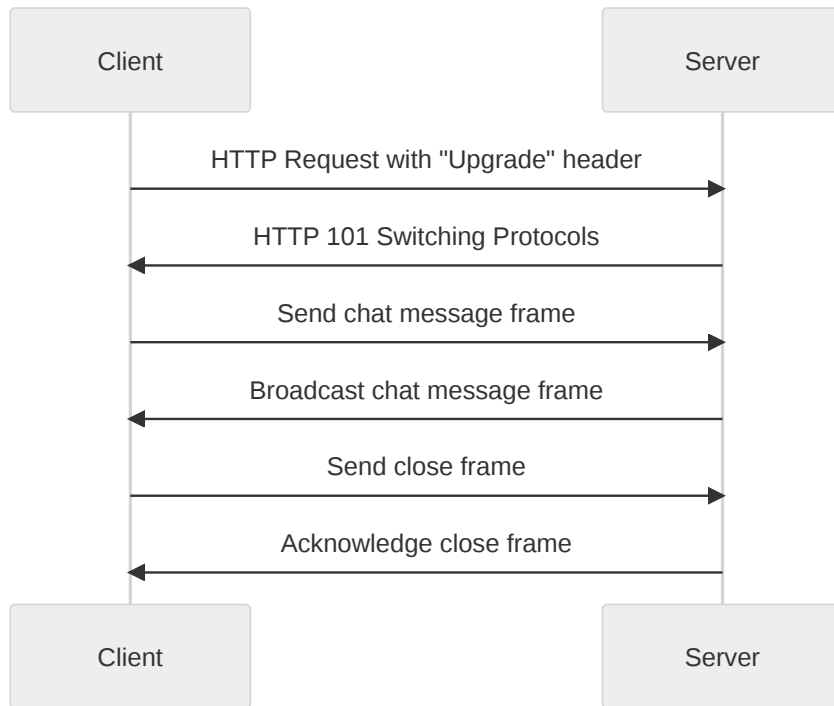 Client
Server
HTTP Request with "Upgrade" header
HTTP 101 Switching Protocols
Send chat message frame
Broadcast chat message frame
Send close frame
Acknowledge close frame
Client
Server